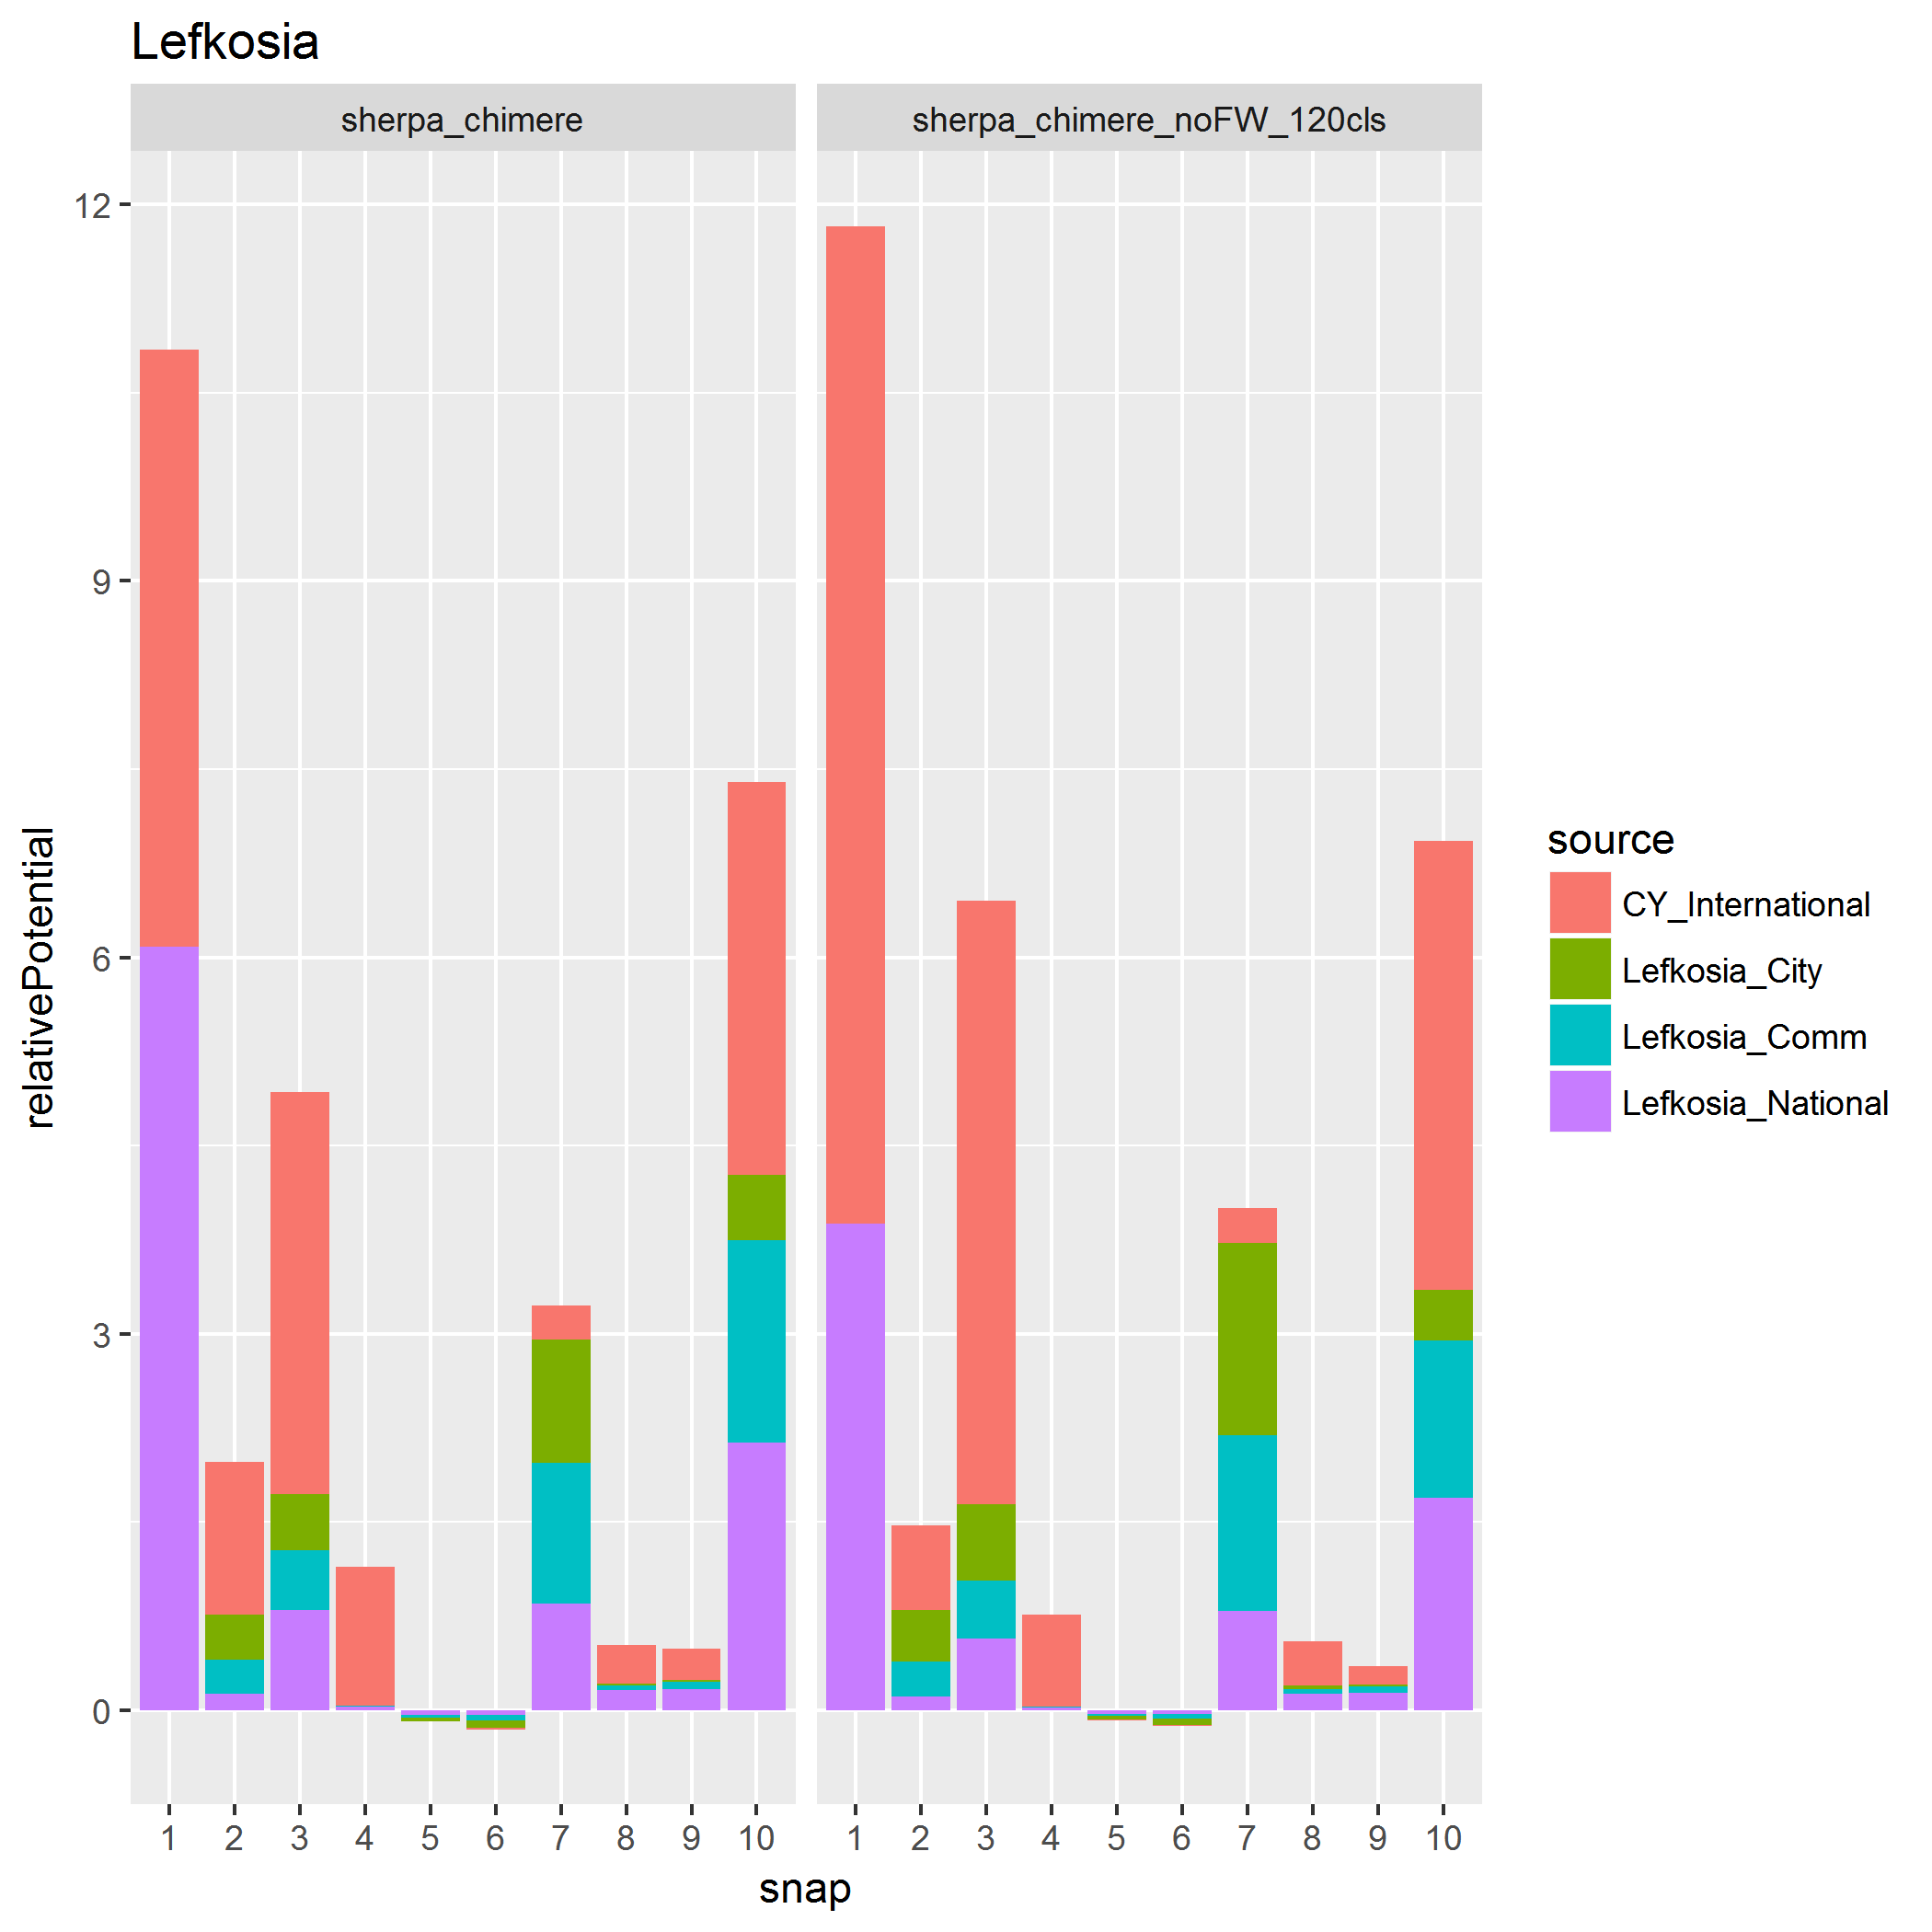 Lefkosia
sherpa_chimere
sherpa_chimere_noFW_120cls
12
9
6
3
0
relativePotential
1 2 3 4 5 6 7 8 9 10
1 2 3 4 5 6 7 8 9 10
snap
source
CY_International
Lefkosia_City
Lefkosia_Comm
Lefkosia_National